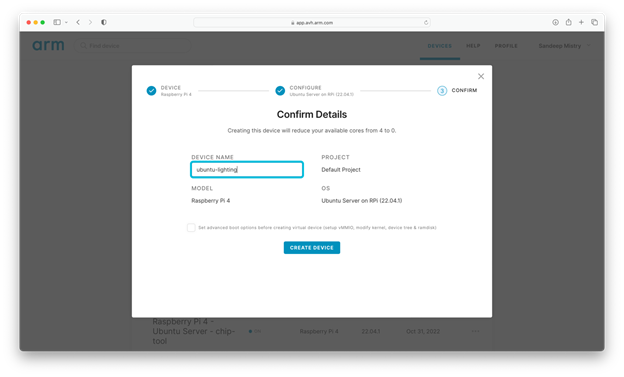 app.avh.arm.com
arm
Find device
DEVICES
HELP
PROFILE
Sandeep Mistry
DEVICE
Raspberry Pi 4
CONFIGURE
Ubuntu Server on RPi (22.04.1)
3
CONFIRM
Confirm Details
Creating this device will reduce your available cores from 4 to 0.
DEVICE NAME
PROJECT
ubuntu-lighting
Default Project
MODEL
OS
Raspberry Pi 4
Ubuntu Server on RPi (22.04.1)
Set advanced boot options before creating virtual device (setup vMMIO, modify kernel, device tree & ramdisk)
CREATE DEVICE
Raspberry Pi 4 -
Ubuntu Server - chip-
tool
Raspberry Pi 4
22.04.1
Oct 31, 2022